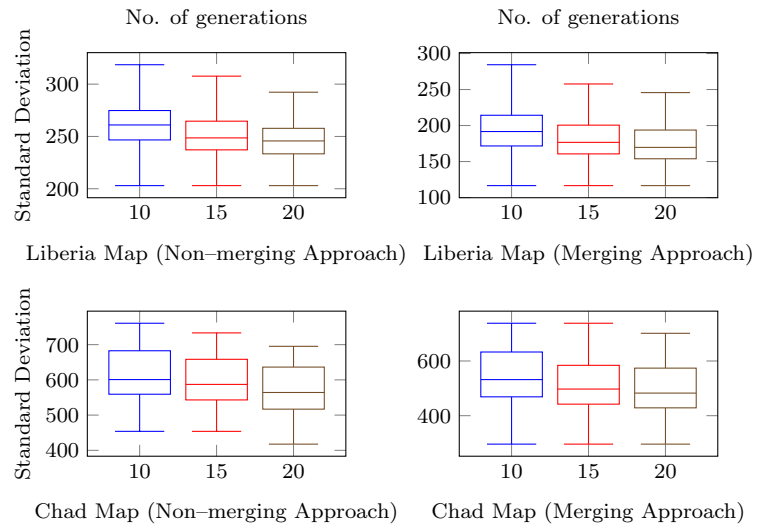 No. of generations
No. of generations
Standard Deviation
300
250
200
10 15 20
300
250
200
150
100
10 15 20
Liberia Map (Non–merging Approach)
Liberia Map (Merging Approach)
Standard Deviation
700
600
500
400
10 15 20
600
400
10 15 20
Chad Map (Non–merging Approach)
Chad Map (Merging Approach)